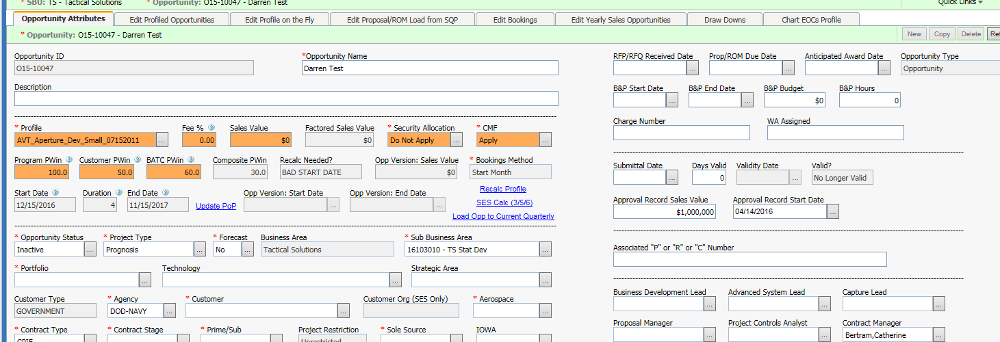 * SBU: TS - Tactical Solutions * Opportunity: O15-10047 - Darren Test Quick Links
Opportunity Attributes Edit Profiled Opportunities Edit Profile on the Fly Edit Proposal/ROM Load from SQP Edit Bookings Edit Yearly Sales Opportunities Draw Downs Chart EOCs Profile
* Opportunity: O15-10047 - Darren Test New Copy Delete
Opportunity ID *Opportunity Name
O15-10047 Darren Test
Description
* Profile Fee % Sales Value Factored Sales Value * Security Allocation * CMF
AVT_Aperture_Dev_Small_07152011 ... 0.00 $0 $0 Do Not Apply ... Apply ...
Program PWin Customer PWin BATC PWin Composite PWin Recalc Needed? Opp Version: Sales Value * Bookings Method
100.0 50.0 60.0 30.0 BAD START DATE $0 Start Month
Recalc Profile
Start Date Duration End Date Opp Version: Start Date Opp Version: End Date
12/15/2016 4 11/15/2017 Update PoP ... ... SES Calc (3/5/6)
Load Opp to Current Quarterly
* Opportunity Status * Project Type * Forecast Business Area * Sub Business Area
Inactive ... Prognosis ... No ... Tactical Solutions 16103010 - TS Stat Dev ...
* Portfolio Technology Strategic Area
... ... ...
Customer Type * Agency * Customer Customer Org (SES Only) * Aerospace
GOVERNMENT DOD-NAVY ... ... ...
* Contract Type * Contract Stage * Prime/Sub Project Restriction * Sole Source IOWA
CPIF Unrestricted
RFP/RFQ Received Date Prop/ROM Due Date Anticipated Award Date Opportunity Type
... ... ... Opportunity
B&P Start Date B&P End Date B&P Budget B&P Hours
... ... $0 0
Charge Number WA Assigned
Submittal Date Days Valid Validity Date Valid?
... 0 ... No Longer Valid
Approval Record Sales Value Approval Record Start Date
$1,000,000 04/14/2016 ...
Associated "P" or "R" or "C" Number
Business Development Lead Advanced System Lead Capture Lead
... ... ...
Proposal Manager Project Controls Analyst Contract Manager
... ... Bertram,Catherine ...